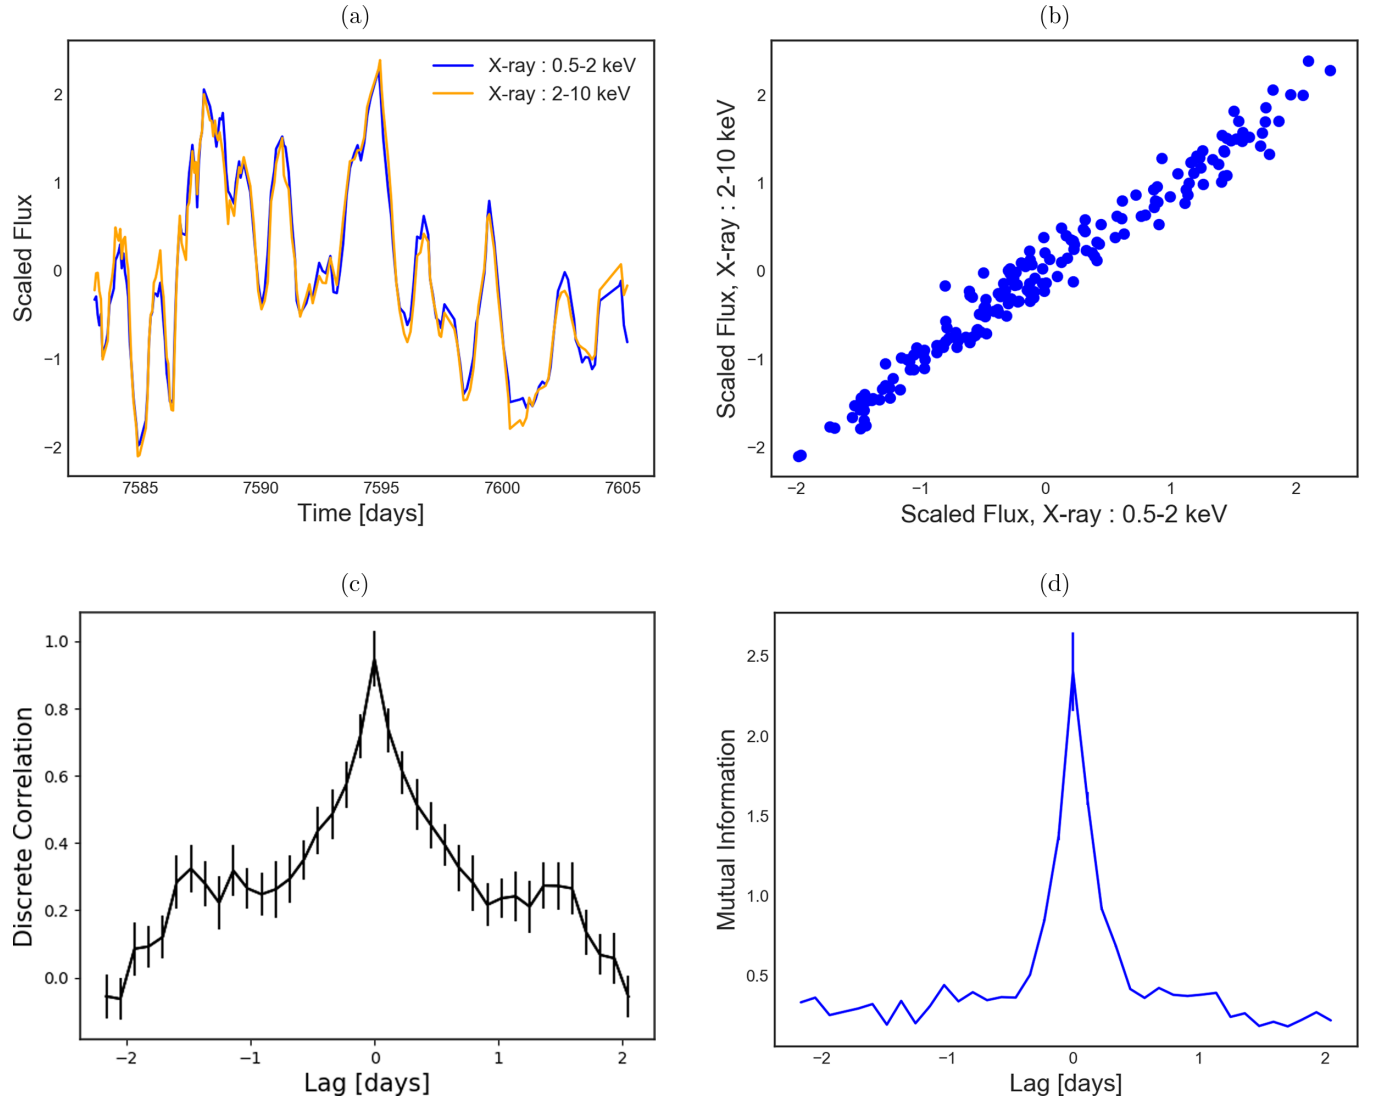 (a)
X-ray : 0.5-2 keV
X-ray : 2-10 keV
Scaled Flux
2
1
0
−1
−2
7585
7590
7595
7600
7605
Time [days]
(b)
Scaled Flux, X-ray : 2-10 keV
2
1
0
−1
−2
−2
−1
0
1
2
Scaled Flux, X-ray : 0.5-2 keV
(c)
Discrete Correlation
1.0
0.8
0.6
0.4
0.2
0.0
−2
−1
0
1
2
Lag [days]
(d)
Mutual Information
2.5
2.0
1.5
1.0
0.5
−2
−1
0
1
2
Lag [days]